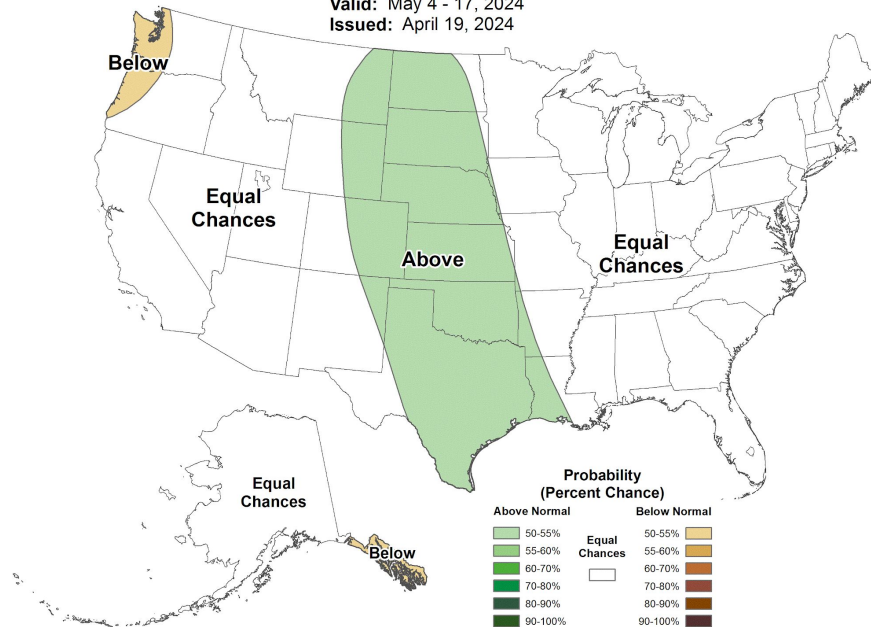 Valid: May 4 - 17, 2024
Issued: April 19, 2024
Below
Equal
Chances
Above
Equal
Chances
Equal
Chances
Below
Probability
(Percent Chance)
Above Normal
Below Normal
50-55%
55-60%
60-70%
70-80%
80-90%
90-100%
Equal
Chances
50-55%
55-60%
60-70%
70-80%
80-90%
90-100%